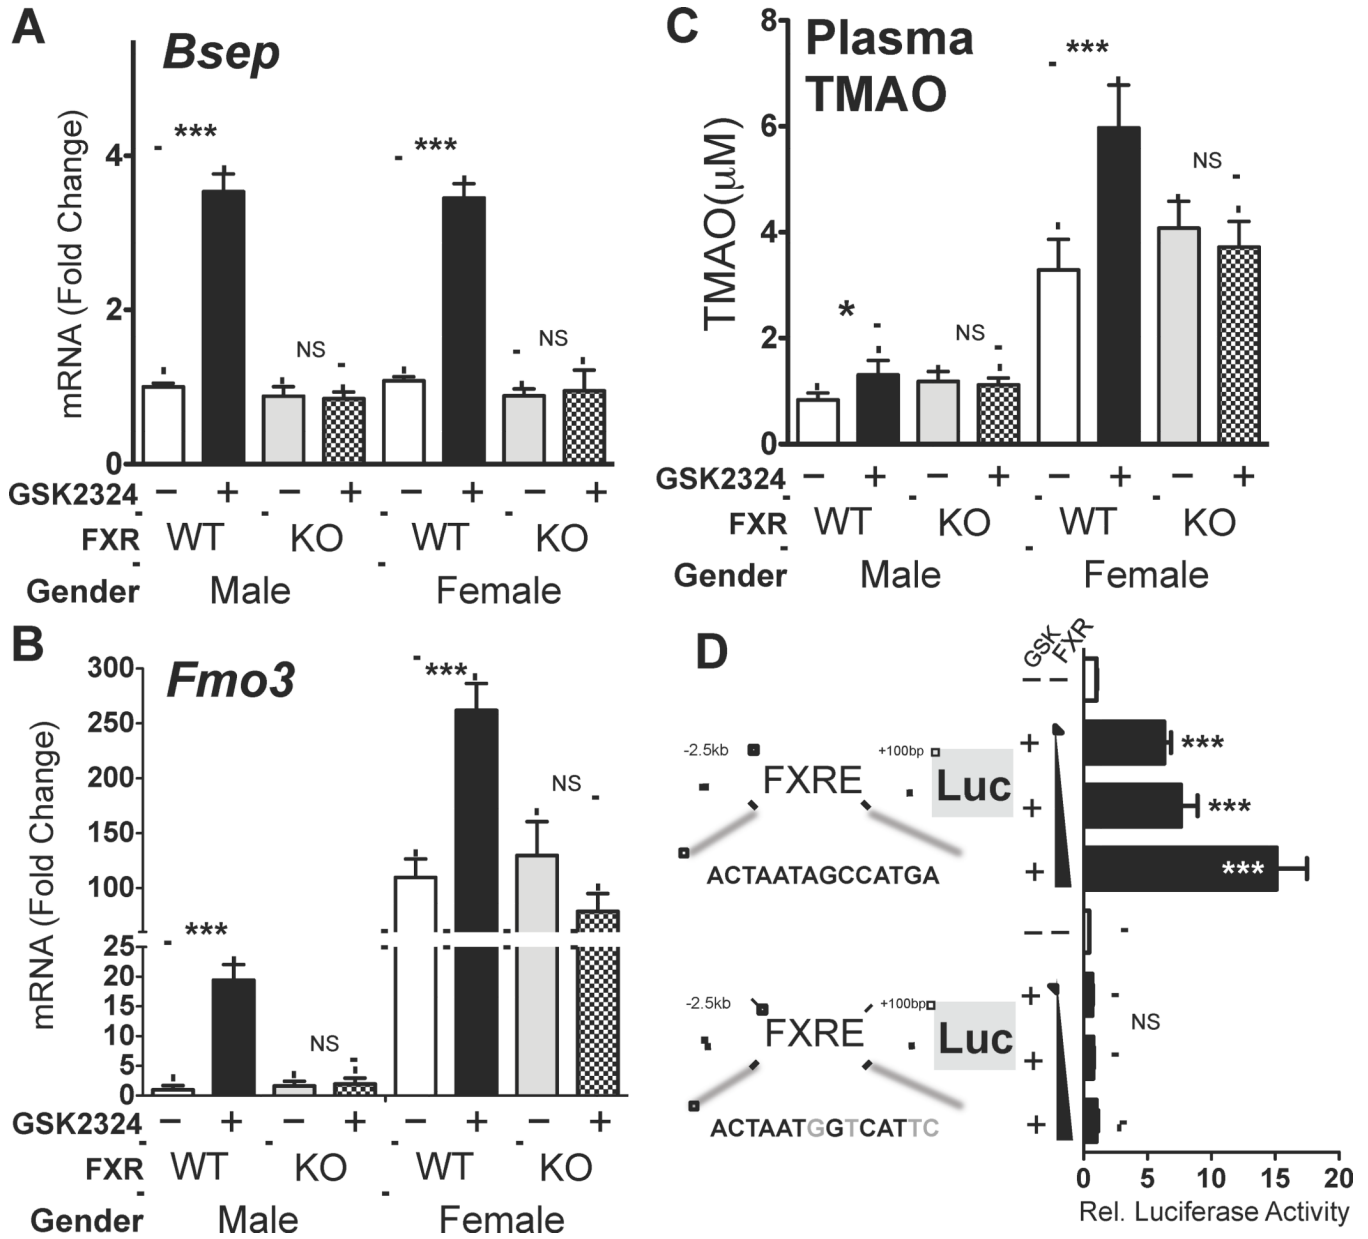 A
Bsep
mRNA (Fold Change)
4
2
0
***
NS
***
NS
GSK2324 − + − + − + − +
FXR WT KO WT KO
Gender Male Female
B
Fmo3
mRNA (Fold Change)
300
250
200
150
100
25
20
15
10
5
0
***
NS
***
NS
GSK2324 − + − + − + − +
FXR WT KO WT KO
Gender Male Female
C
Plasma
TMAO
TMAO(μM)
8
6
4
2
0
*
NS
***
NS
GSK2324 − + − + − + − +
FXR WT KO WT KO
Gender Male Female
D
GSK
FXR
− −
+ ***
+ ***
+ ***
-2.5kb
FXRE
+100bp
Luc
ACTAATAGCCATGA
− −
+
+
+
NS
-2.5kb
FXRE
+100bp
Luc
ACTAATGGTCATTC
0 5 10 15 20
Rel. Luciferase Activity